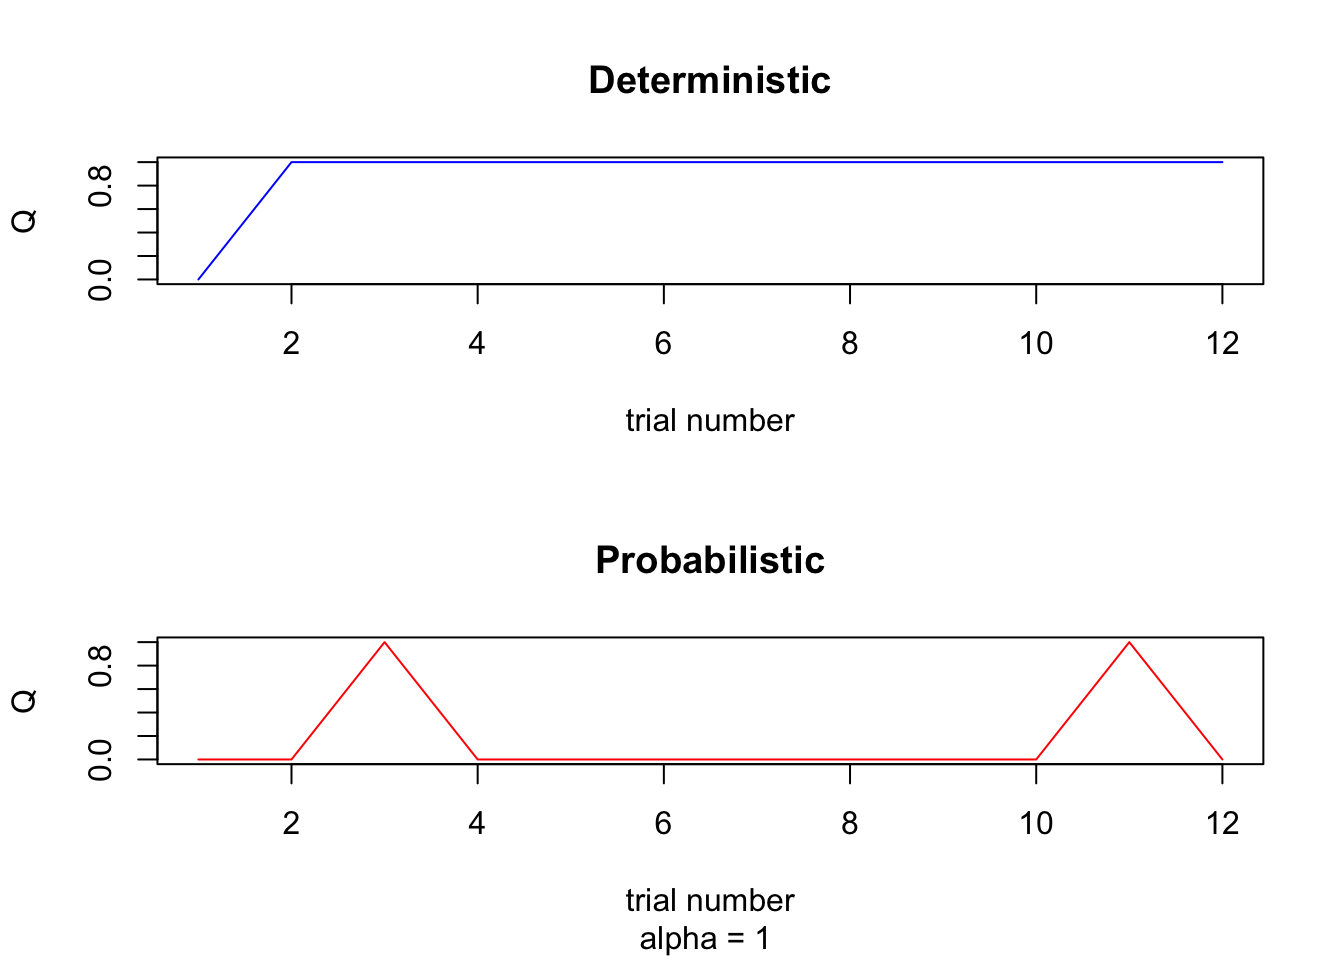 Deterministic
Q
0.8
0.0
2 4 6 8 10 12
trial number
Probabilistic
Q
0.8
0.0
2 4 6 8 10 12
trial number
alpha = 1